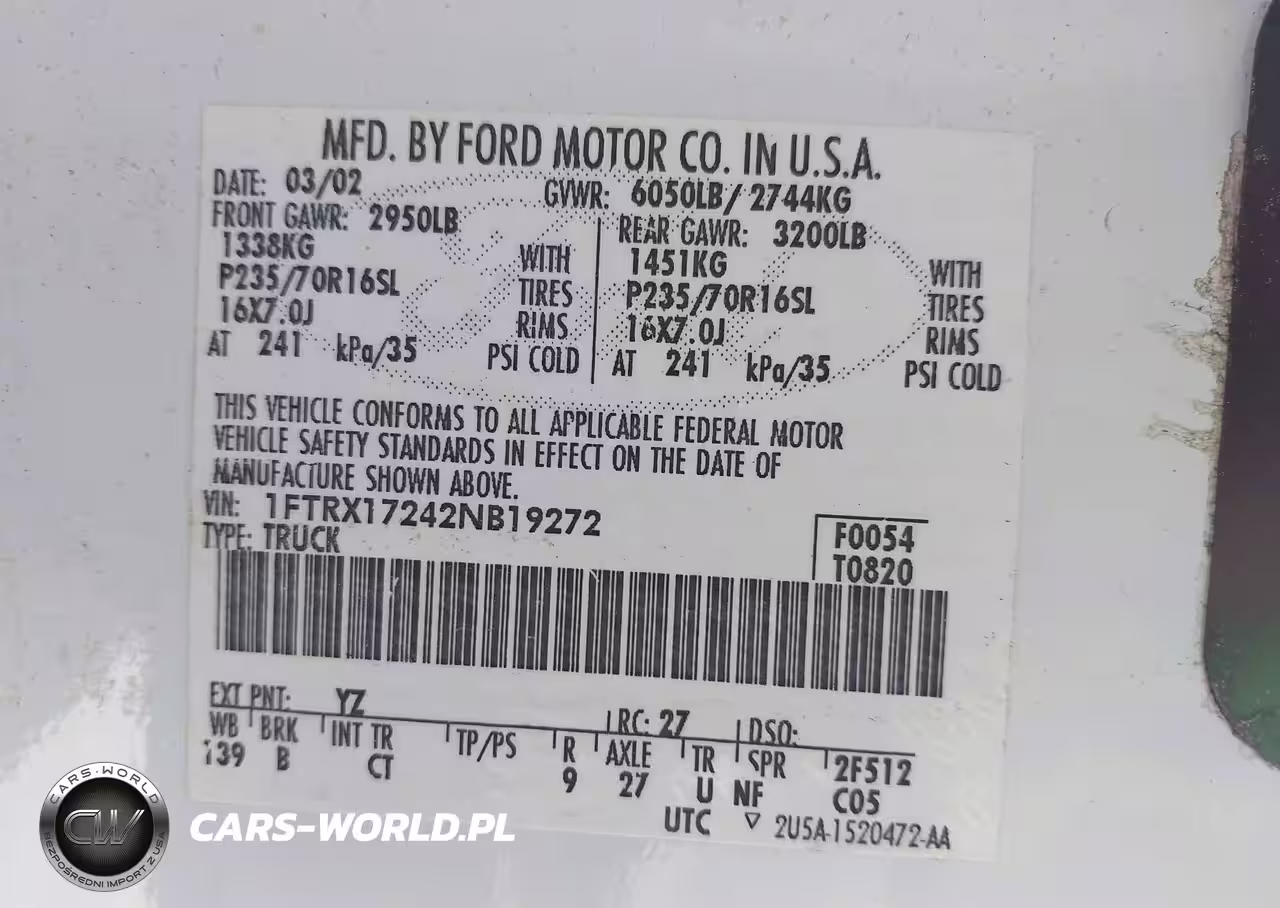 MFD. BY FORD MOTOR CO. IN U.S.A.
DATE: 03/02
GVWR: 6050LB/ 2744KG
FRONT GAWR: 2950LB
1338KG
P235/70R16SL
16X7.0J
AT 241 kPa/35
WITH
TIRES
RIMS
PSI COLD
REAR GAWR: 3200LB
1451KG
P235/70R16SL
16X7.0J
AT 241 kPa/35
WITH
TIRES
RIMS
PSI COLD
THIS VEHICLE CONFORMS TO ALL APPLICABLE FEDERAL MOTOR
VEHICLE SAFETY STANDARDS IN EFFECT ON THE DATE OF
MANUFACTURE SHOWN ABOVE.
VIN: 1FTRX17242NB19272
TYPE: TRUCK
F0054
T0820
EXT PNT: YZ RC: 27 DSO:
WB BRK INT TR TP/PS R AXLE TR SPR 2F512
139 B CT 9 27 U NF C05
UTC ▽ 2U5A-1520472-AA
CARS-WORLD
CW
BEZPOŚREDNI IMPORT Z USA
CARS-WORLD.PL